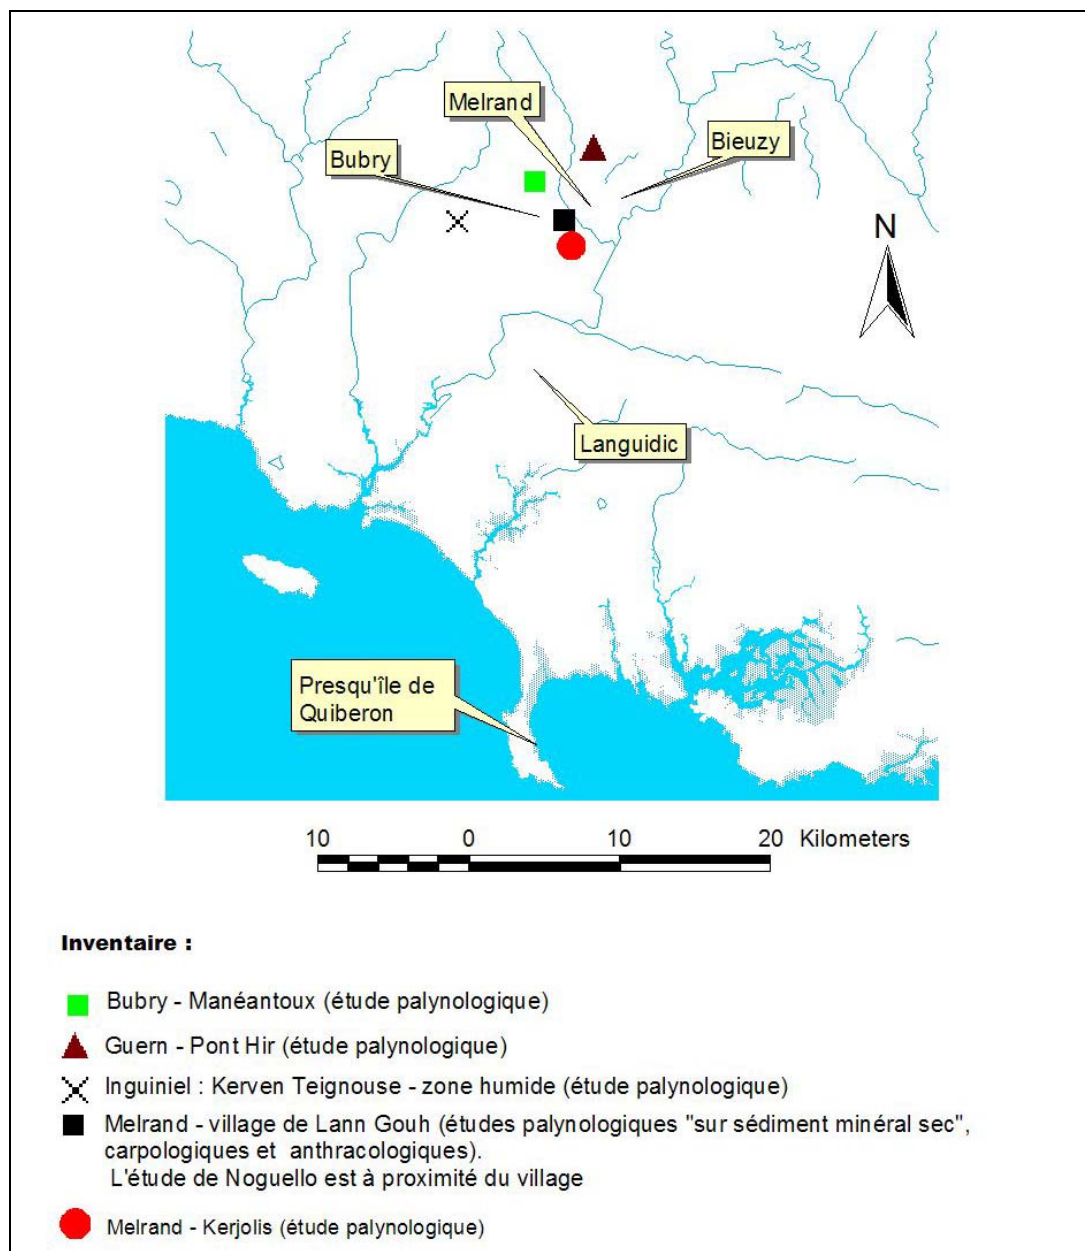 Melrand
Bieuzy
Bubry
N
Languidic
Presqu'île de
Quiberon
10 0 10 20 Kilometers
Inventaire :
Bubry - Manéantoux (étude palynologique)
Guern - Pont Hir (étude palynologique)
Inguiniel : Kerven Teignouse - zone humide (étude palynologique)
Melrand - village de Lann Gouh (études palynologiques "sur sédiment minéral sec",
carpologiques et anthracologiques).
L'étude de Noguello est à proximité du village
Melrand - Kerjolis (étude palynologique)